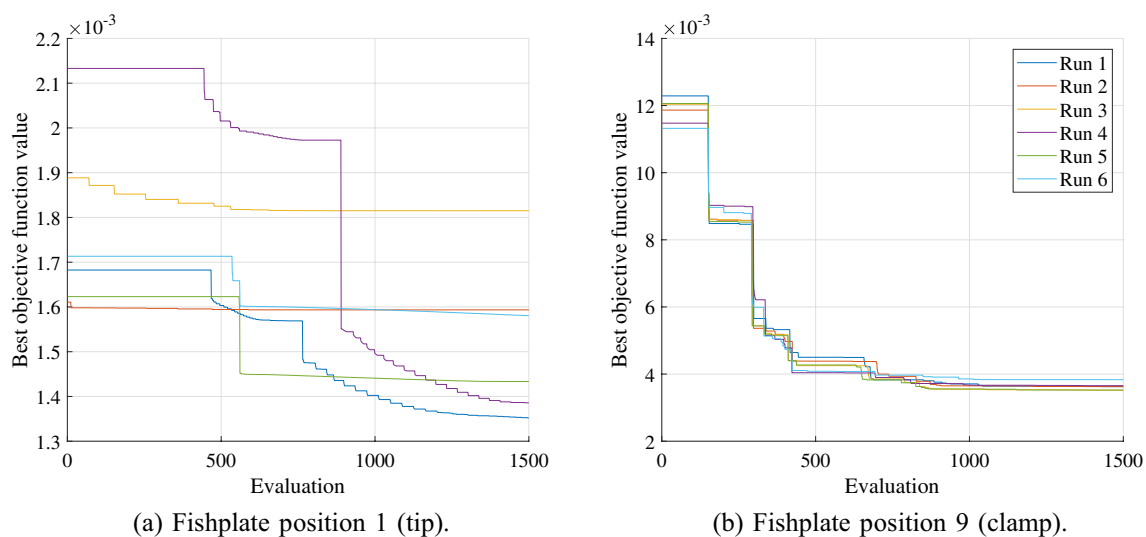 ×10⁻³
2.2
2.1
2
1.9
1.8
1.7
1.6
1.5
1.4
1.3
0
500
1000
1500
Best objective function value
Evaluation
(a) Fishplate position 1 (tip).
×10⁻³
14
12
10
8
6
4
2
0
500
1000
1500
Best objective function value
Evaluation
Run 1
Run 2
Run 3
Run 4
Run 5
Run 6
(b) Fishplate position 9 (clamp).